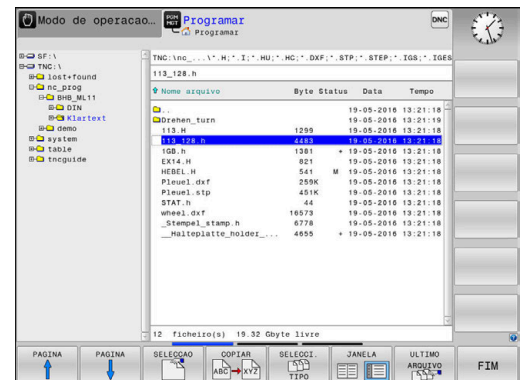 Modo de operacao...
PGM
MGT
Programar
Programar
DNC
SF:\
TNC:\
lost+found
nc_prog
BHB_ML11
DIN
Klartext
demo
system
table
tncguide
TNC:\nc_...\*.H;*.I;*.HU;*.HC;*.DXF;*.STP;*.STEP;*.IGS;*.IGES
113_128.h
Nome arquivo Byte Status Data Tempo
.. 19-05-2016 13:21:18
Drehen_turn 19-05-2016 13:21:19
113.H 1299 19-05-2016 13:21:18
113_128.h 4483 19-05-2016 13:21:18
1GB.h 1381 + 19-05-2016 13:21:18
EX14.H 821 19-05-2016 13:21:18
HEBEL.H 541 M 19-05-2016 13:21:18
Pleuel.dxf 259K 19-05-2016 13:21:18
Pleuel.stp 451K 19-05-2016 13:21:18
STAT.h 44 19-05-2016 13:21:18
wheel.dxf 16573 19-05-2016 13:21:18
_Stempel_stamp.h 6778 19-05-2016 13:21:18
__Halteplatte_holder_... 4655 + 19-05-2016 13:21:18
12 ficheiro(s) 19.32 Gbyte livre
PAGINA
PAGINA
SELECCAO
COPIAR
ABC XYZ
SELECCI.
TIPO
JANELA
ULTIMO
ARQUIVO
FIM